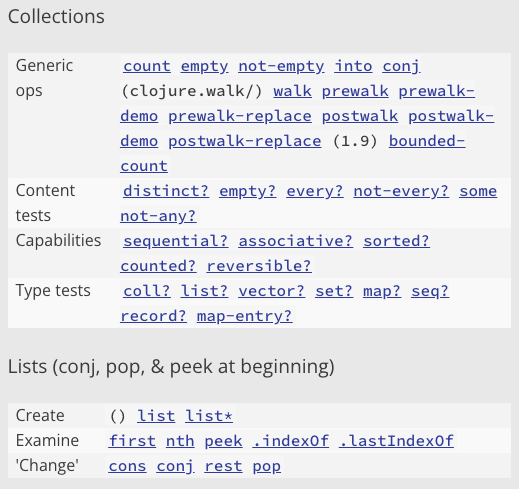 Collections
Generic ops count empty not-empty into conj
(clojure.walk/) walk prewalk prewalk-
demo prewalk-replace postwalk postwalk-
demo postwalk-replace (1.9) bounded-
count
Content tests distinct? empty? every? not-every? some
not-any?
Capabilities sequential? associative? sorted?
counted? reversible?
Type tests coll? list? vector? set? map? seq?
record? map-entry?
Lists (conj, pop, & peek at beginning)
Create () list list*
Examine first nth peek .indexOf .lastIndexOf
'Change' cons conj rest pop